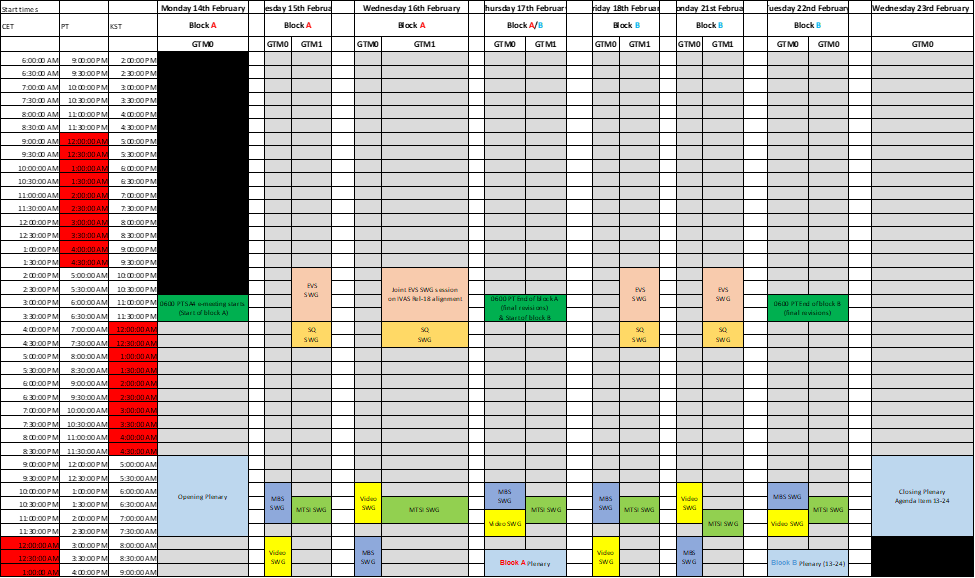 Start times Monday 14th February esday 15th Februa Wednesday 16th February hursday 17th Februar riday 18th Februar onday 21st Februa uesday 22nd February Wednesday 23rd February
CET PT KST Block A Block A Block A Block A/B Block B Block B Block B
GTM0 GTM0 GTM1 GTM0 GTM1 GTM0 GTM1 GTM0 GTM1 GTM0 GTM1 GTM0 GTM0 GTM0
6:00:00 AM 9:00:00 PM 2:00:00 PM
6:30:00 AM 9:30:00 PM 2:30:00 PM
7:00:00 AM 10:00:00 PM 3:00:00 PM
7:30:00 AM 10:30:00 PM 3:30:00 PM
8:00:00 AM 11:00:00 PM 4:00:00 PM
8:30:00 AM 11:30:00 PM 4:30:00 PM
9:00:00 AM 12:00:00 AM 5:00:00 PM
9:30:00 AM 12:30:00 AM 5:30:00 PM
10:00:00 AM 1:00:00 AM 6:00:00 PM
10:30:00 AM 1:30:00 AM 6:30:00 PM
11:00:00 AM 2:00:00 AM 7:00:00 PM
11:30:00 AM 2:30:00 AM 7:30:00 PM
12:00:00 PM 3:00:00 AM 8:00:00 PM
12:30:00 PM 3:30:00 AM 8:30:00 PM
1:00:00 PM 4:00:00 AM 9:00:00 PM
1:30:00 PM 4:30:00 AM 9:30:00 PM
2:00:00 PM 5:00:00 AM 10:00:00 PM
2:30:00 PM 5:30:00 AM 10:30:00 PM
3:00:00 PM 6:00:00 AM 11:00:00 PM
3:30:00 PM 6:30:00 AM 11:30:00 PM
4:00:00 PM 7:00:00 AM 12:00:00 AM
4:30:00 PM 7:30:00 AM 12:30:00 AM
5:00:00 PM 8:00:00 AM 1:00:00 AM
5:30:00 PM 8:30:00 AM 1:30:00 AM
6:00:00 PM 9:00:00 AM 2:00:00 AM
6:30:00 PM 9:30:00 AM 2:30:00 AM
7:00:00 PM 10:00:00 AM 3:00:00 AM
7:30:00 PM 10:30:00 AM 3:30:00 AM
8:00:00 PM 11:00:00 AM 4:00:00 AM
8:30:00 PM 11:30:00 AM 4:30:00 AM
9:00:00 PM 12:00:00 PM 5:00:00 AM
9:30:00 PM 12:30:00 PM 5:30:00 AM
10:00:00 PM 1:00:00 PM 6:00:00 AM
10:30:00 PM 1:30:00 PM 6:30:00 AM
11:00:00 PM 2:00:00 PM 7:00:00 AM
11:30:00 PM 2:30:00 PM 7:30:00 AM
12:00:00 AM 3:00:00 PM 8:00:00 AM
12:30:00 AM 3:30:00 PM 8:30:00 AM
1:00:00 AM 4:00:00 PM 9:00:00 AM
0600 PT SA4 e-meeting starts
(Start of block A)
Opening Plenary
EVS
SWG
SQ
SWG
MBS
SWG
MTSI SWG
Video
SWG
Joint EVS SWG session
on IVAS Rel-18 alignment
SQ
SWG
Video
SWG
MTSI SWG
MBS
SWG
0600 PT End of block A
(final revisions)
& Start of block B
MBS
SWG
Video SWG
MTSI SWG
Block A Plenary
EVS
SWG
SQ
SWG
MBS
SWG
MTSI SWG
Video
SWG
EVS
SWG
SQ
SWG
Video
SWG
MTSI SWG
MBS
SWG
0600 PT End of block B
(final revisions)
MBS SWG
Video SWG
MTSI SWG
Block B Plenary (13-24)
Closing Plenary
Agenda Item 13-24